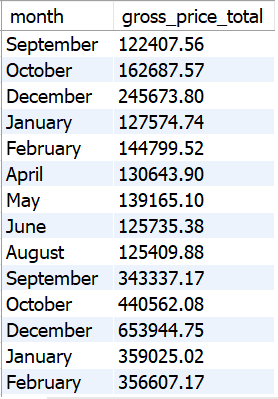 month gross_price_total
September 122407.56
October 162687.57
December 245673.80
January 127574.74
February 144799.52
April 130643.90
May 139165.10
June 125735.38
August 125409.88
September 343337.17
October 440562.08
December 653944.75
January 359025.02
February 356607.17